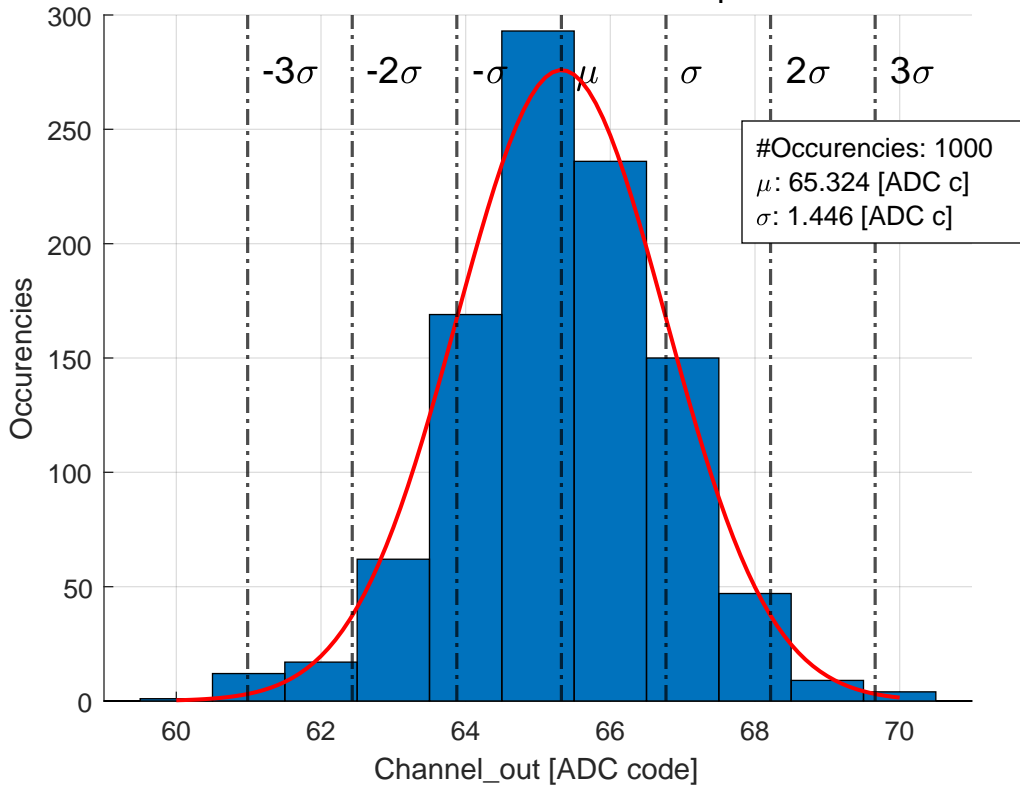 300
250
200
150
100
50
0
-3σ -2σ -σ μ σ 2σ 3σ
#Occurencies: 1000
μ: 65.324 [ADC c]
σ: 1.446 [ADC c]
Occurencies
60 62 64 66 68 70
Channel_out [ADC code]